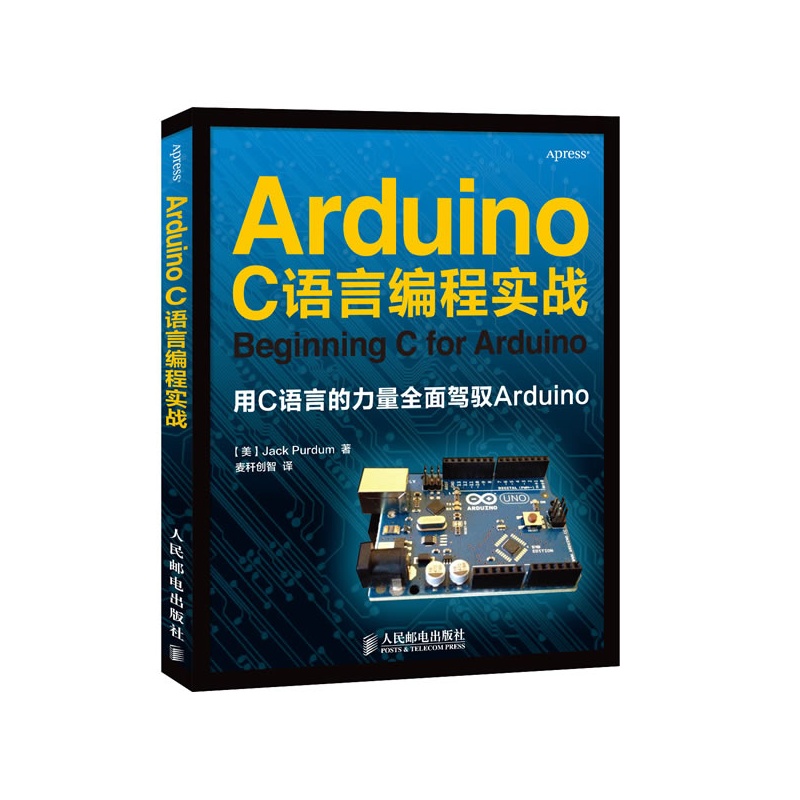 Apress®
Arduino C语言编程实战
人民邮电出版社
Apress®
Arduino
C语言编程实战
Beginning C for Arduino
用C语言的力量全面驾驭Arduino
【美】Jack Purdum 著
麦秆创智 译
ARDUINO
UNO
人民邮电出版社
POSTS & TELECOM PRESS